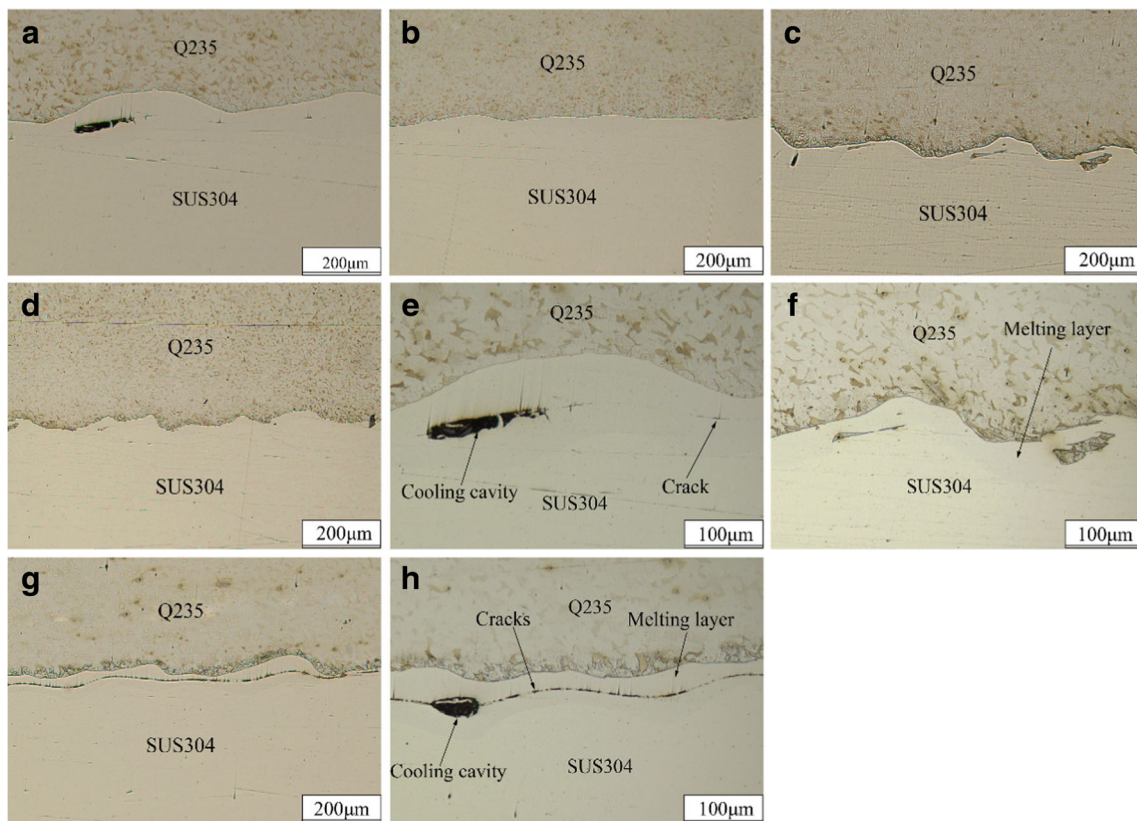 a
Q235
SUS304
200μm
b
Q235
SUS304
200μm
c
Q235
SUS304
200μm
d
Q235
SUS304
200μm
e
Q235
Cooling cavity
SUS304
Crack
100μm
f
Q235
Melting layer
SUS304
100μm
g
Q235
SUS304
200μm
h
Q235
Cracks
Melting layer
Cooling cavity
SUS304
100μm